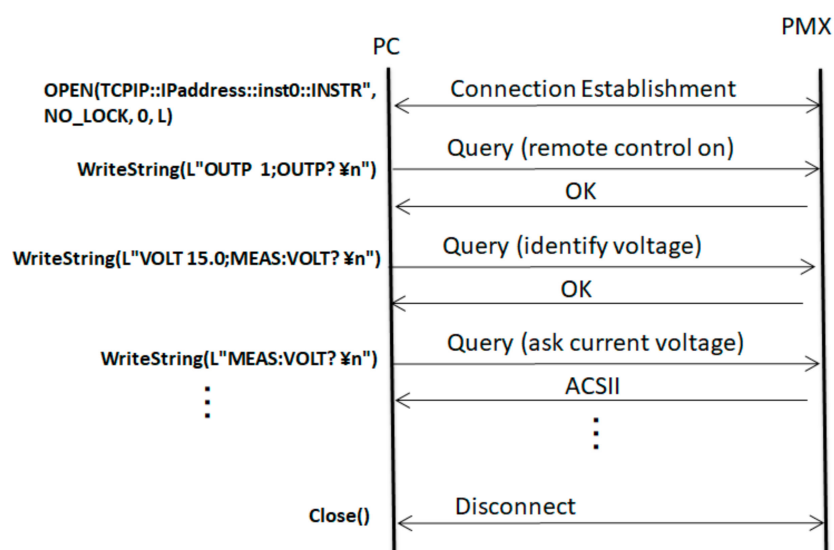 PMX
PC
OPEN(TCPIP::IPaddress::inst0::INSTR",
NO_LOCK, 0, L)
Connection Establishment
Query (remote control on)
WriteString(L"OUTP 1;OUTP? ¥n")
OK
Query (identify voltage)
WriteString(L"VOLT 15.0;MEAS:VOLT? ¥n")
OK
Query (ask current voltage)
WriteString(L"MEAS:VOLT? ¥n")
ACSII
Disconnect
Close()